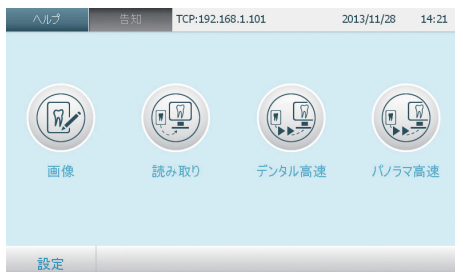 ヘルプ 告知 TCP:192.168.1.101 2013/11/28 14:21
画像 読み取り デンタル高速 パノラマ高速
設定